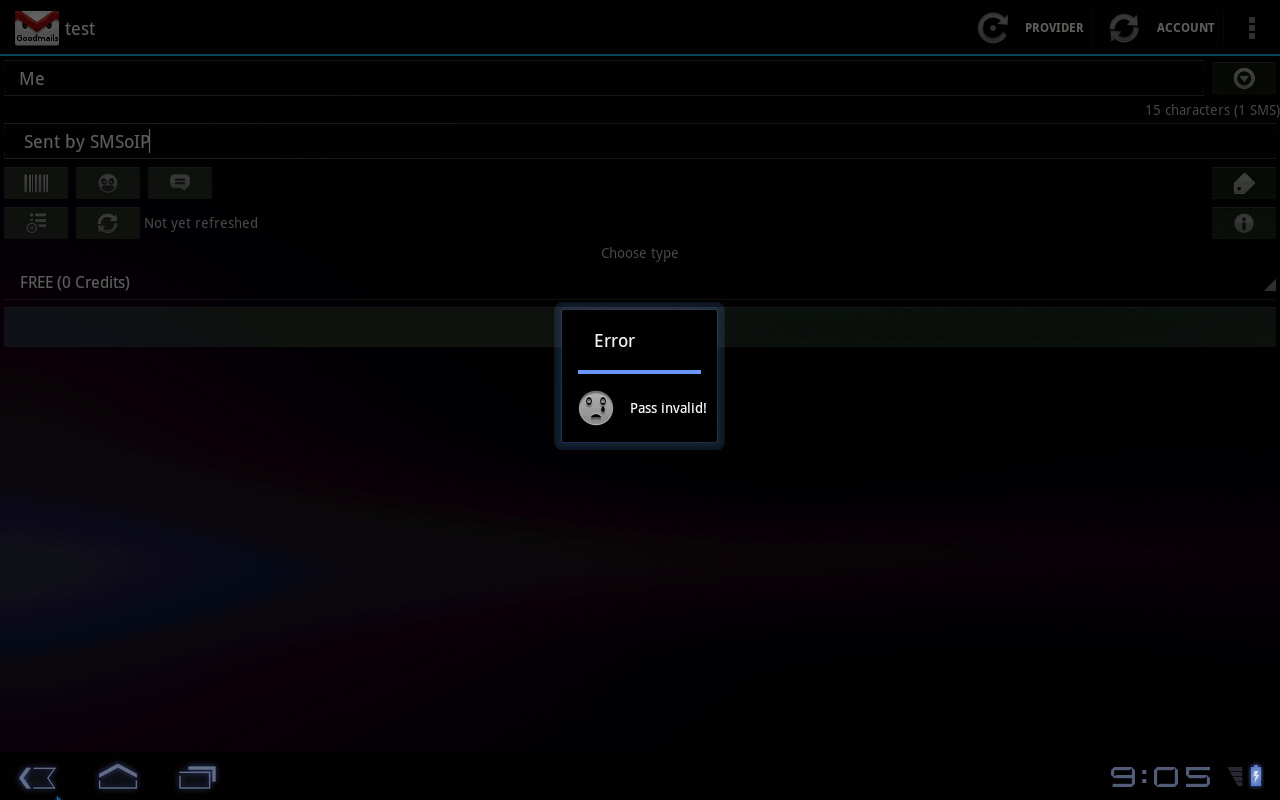 Goodmails
test
PROVIDER
ACCOUNT
Me
15 characters (1 SMS)
Sent by SMSoIP
Not yet refreshed
Choose type
FREE (0 Credits)
Error
Pass invalid!
9:05